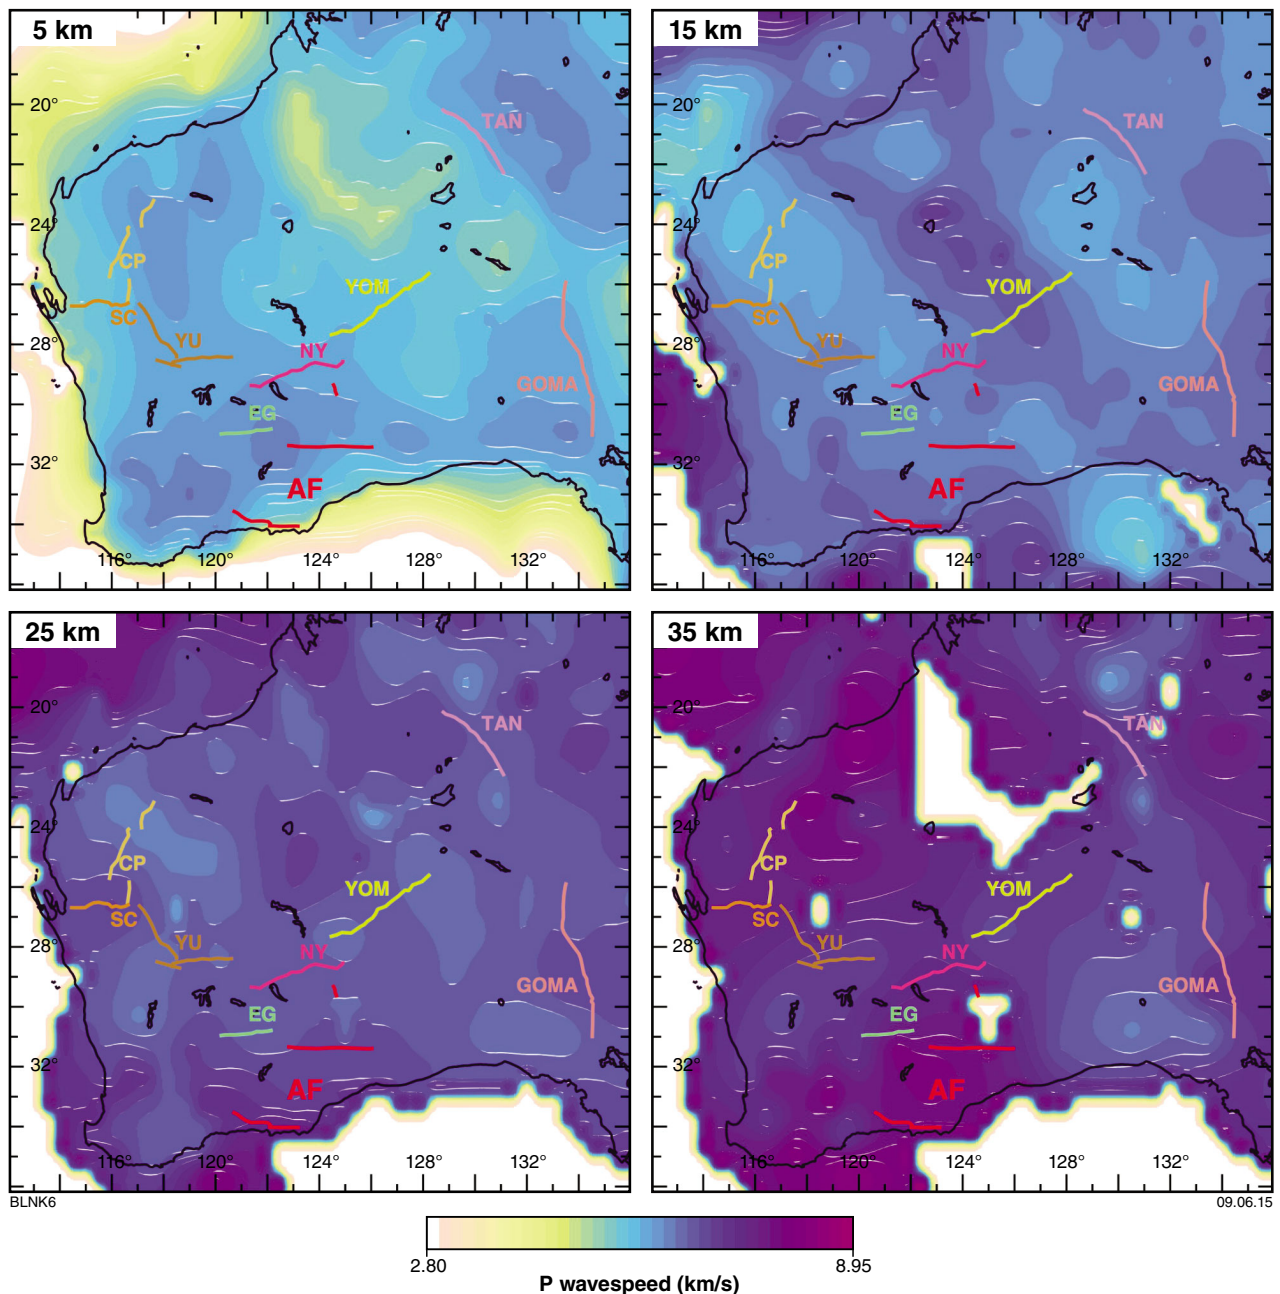 5 km
20°
24°
28°
32°
116°
120°
124°
128°
132°
TAN
CP
SC
YU
YOM
NY
EG
GOMA
AF
15 km
20°
24°
28°
32°
116°
120°
124°
128°
132°
TAN
CP
SC
YU
YOM
NY
EG
GOMA
AF
25 km
20°
24°
28°
32°
116°
120°
124°
128°
132°
TAN
CP
SC
YU
YOM
NY
EG
GOMA
AF
35 km
20°
24°
28°
32°
116°
120°
124°
128°
132°
TAN
CP
SC
YU
YOM
NY
EG
GOMA
AF
BLNK6
09.06.15
2.80
8.95
P wavespeed (km/s)